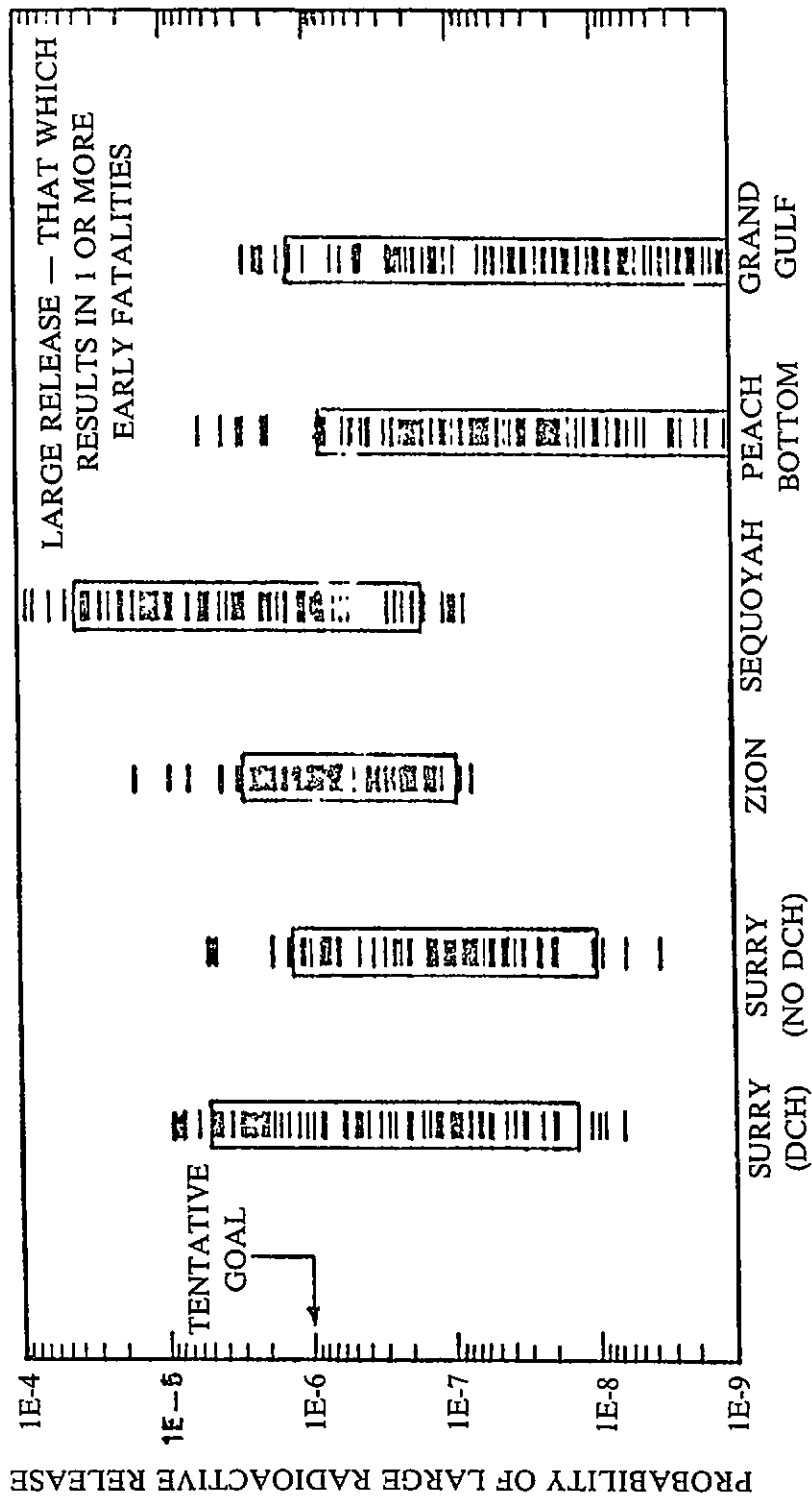 PROBABILITY OF LARGE RADIOACTIVE RELEASE
1E-4
1E-5
1E-6
1E-7
1E-8
1E-9
TENTATIVE
GOAL
LARGE RELEASE — THAT WHICH
RESULTS IN 1 OR MORE
EARLY FATALITIES
SURRY
(DCH)
SURRY
(NO DCH)
ZION
SEQUOYAH
PEACH
BOTTOM
GRAND
GULF